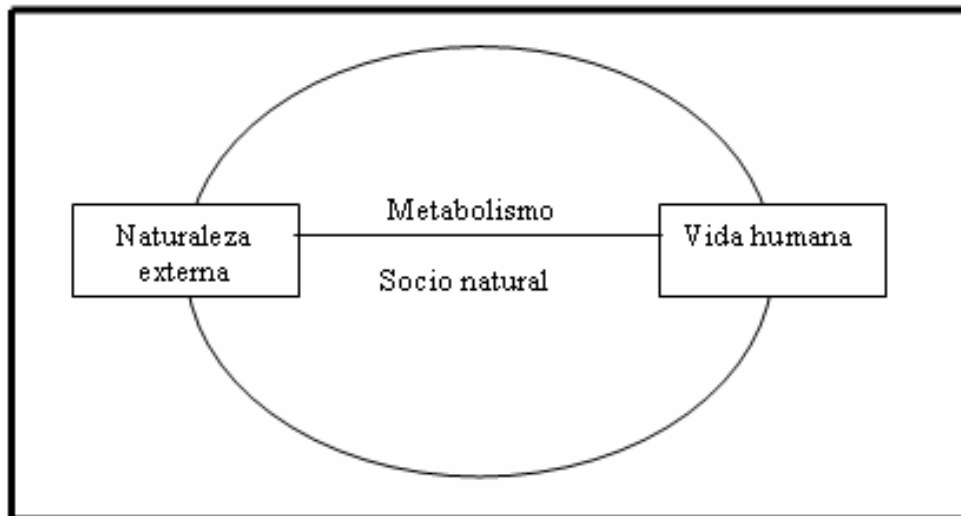 Metabolismo
Naturaleza
externa
Vida humana
Socio natural